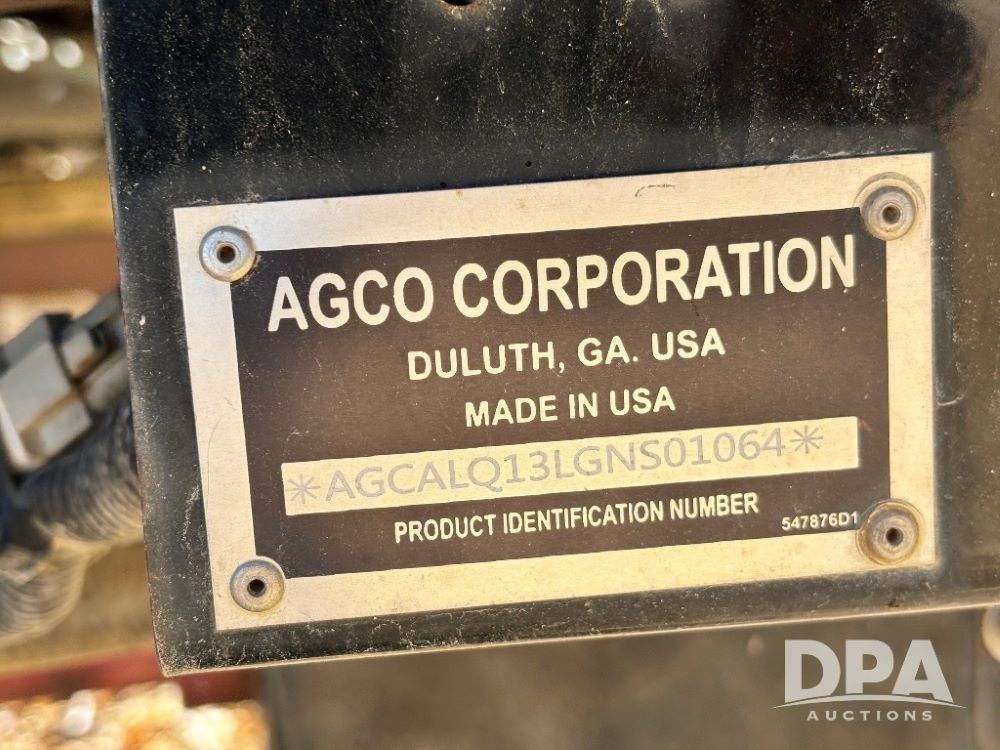 AGCO CORPORATION
DULUTH, GA. USA
MADE IN USA
*AGCALQ13LGNS01064*
PRODUCT IDENTIFICATION NUMBER
547876D1
DPA
AUCTIONS